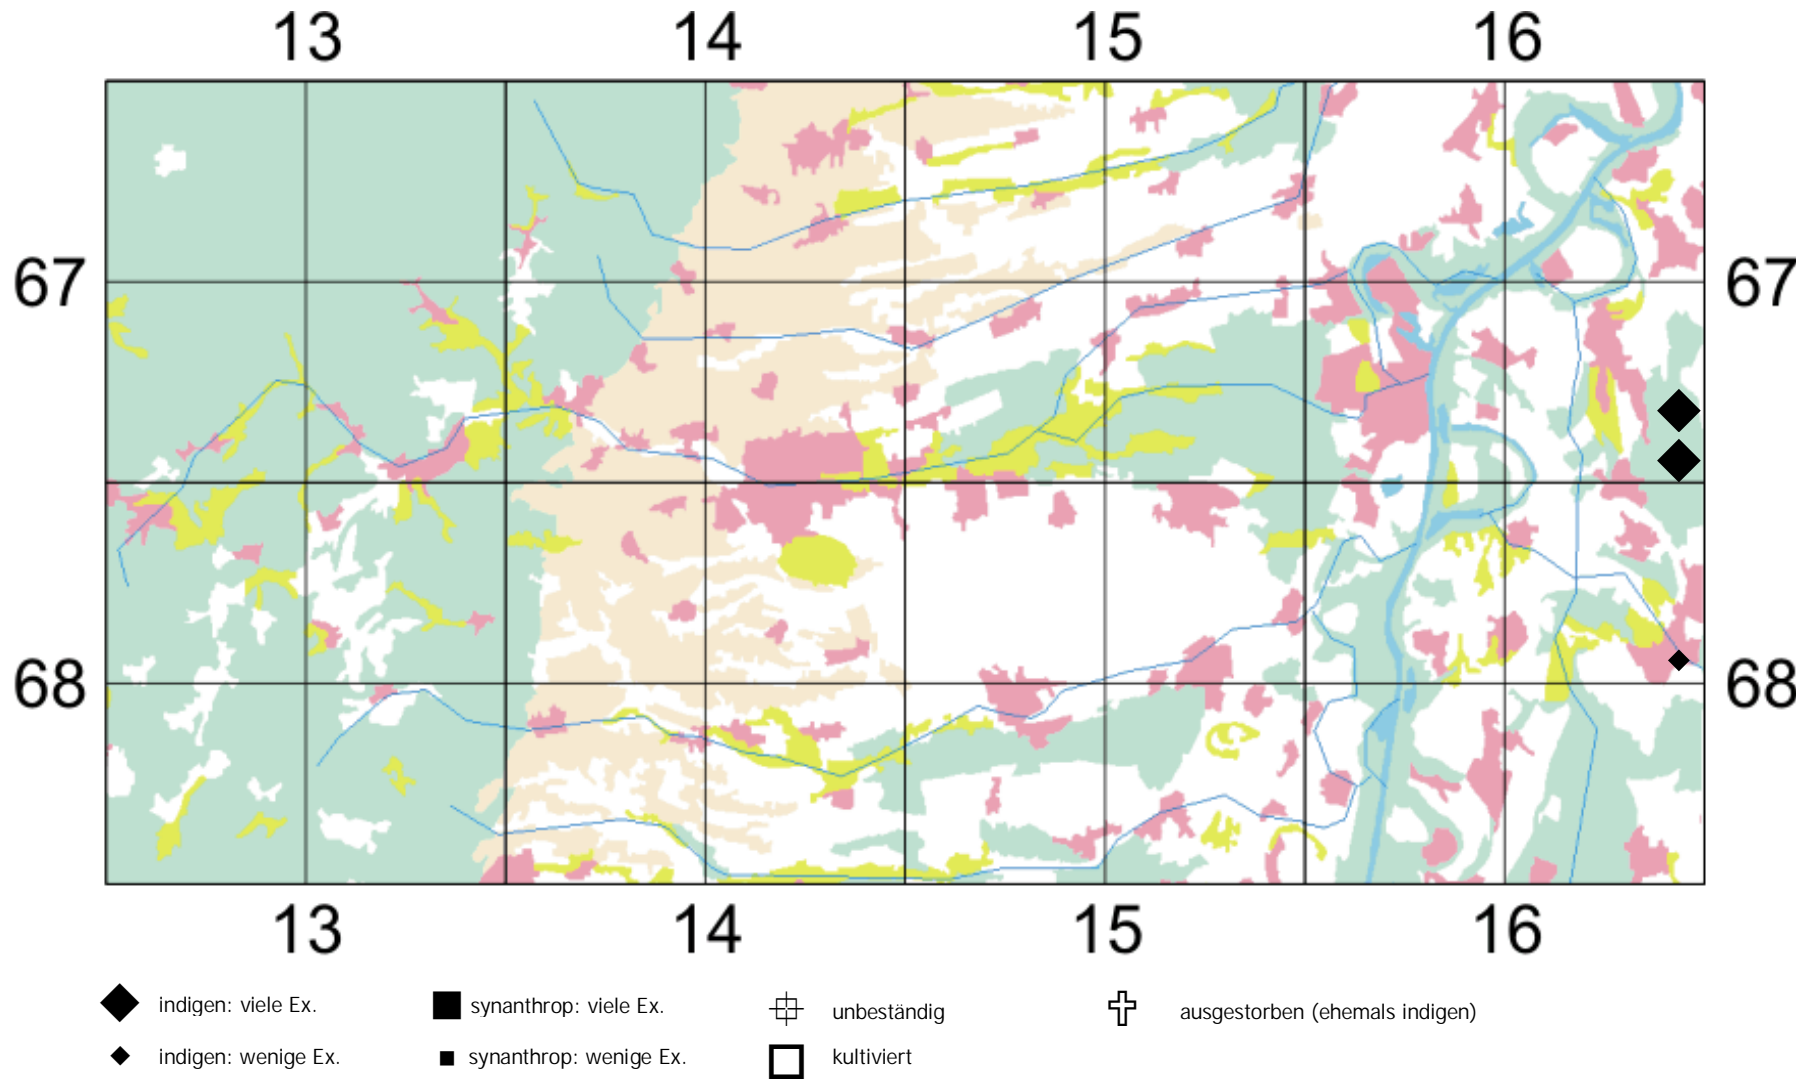 13 14 15 16
67 67
68 68
13 14 15 16
indigen: viele Ex. synanthrop: viele Ex. unbeständig ausgestorben (ehemals indigen)
indigen: wenige Ex. synanthrop: wenige Ex. kultiviert